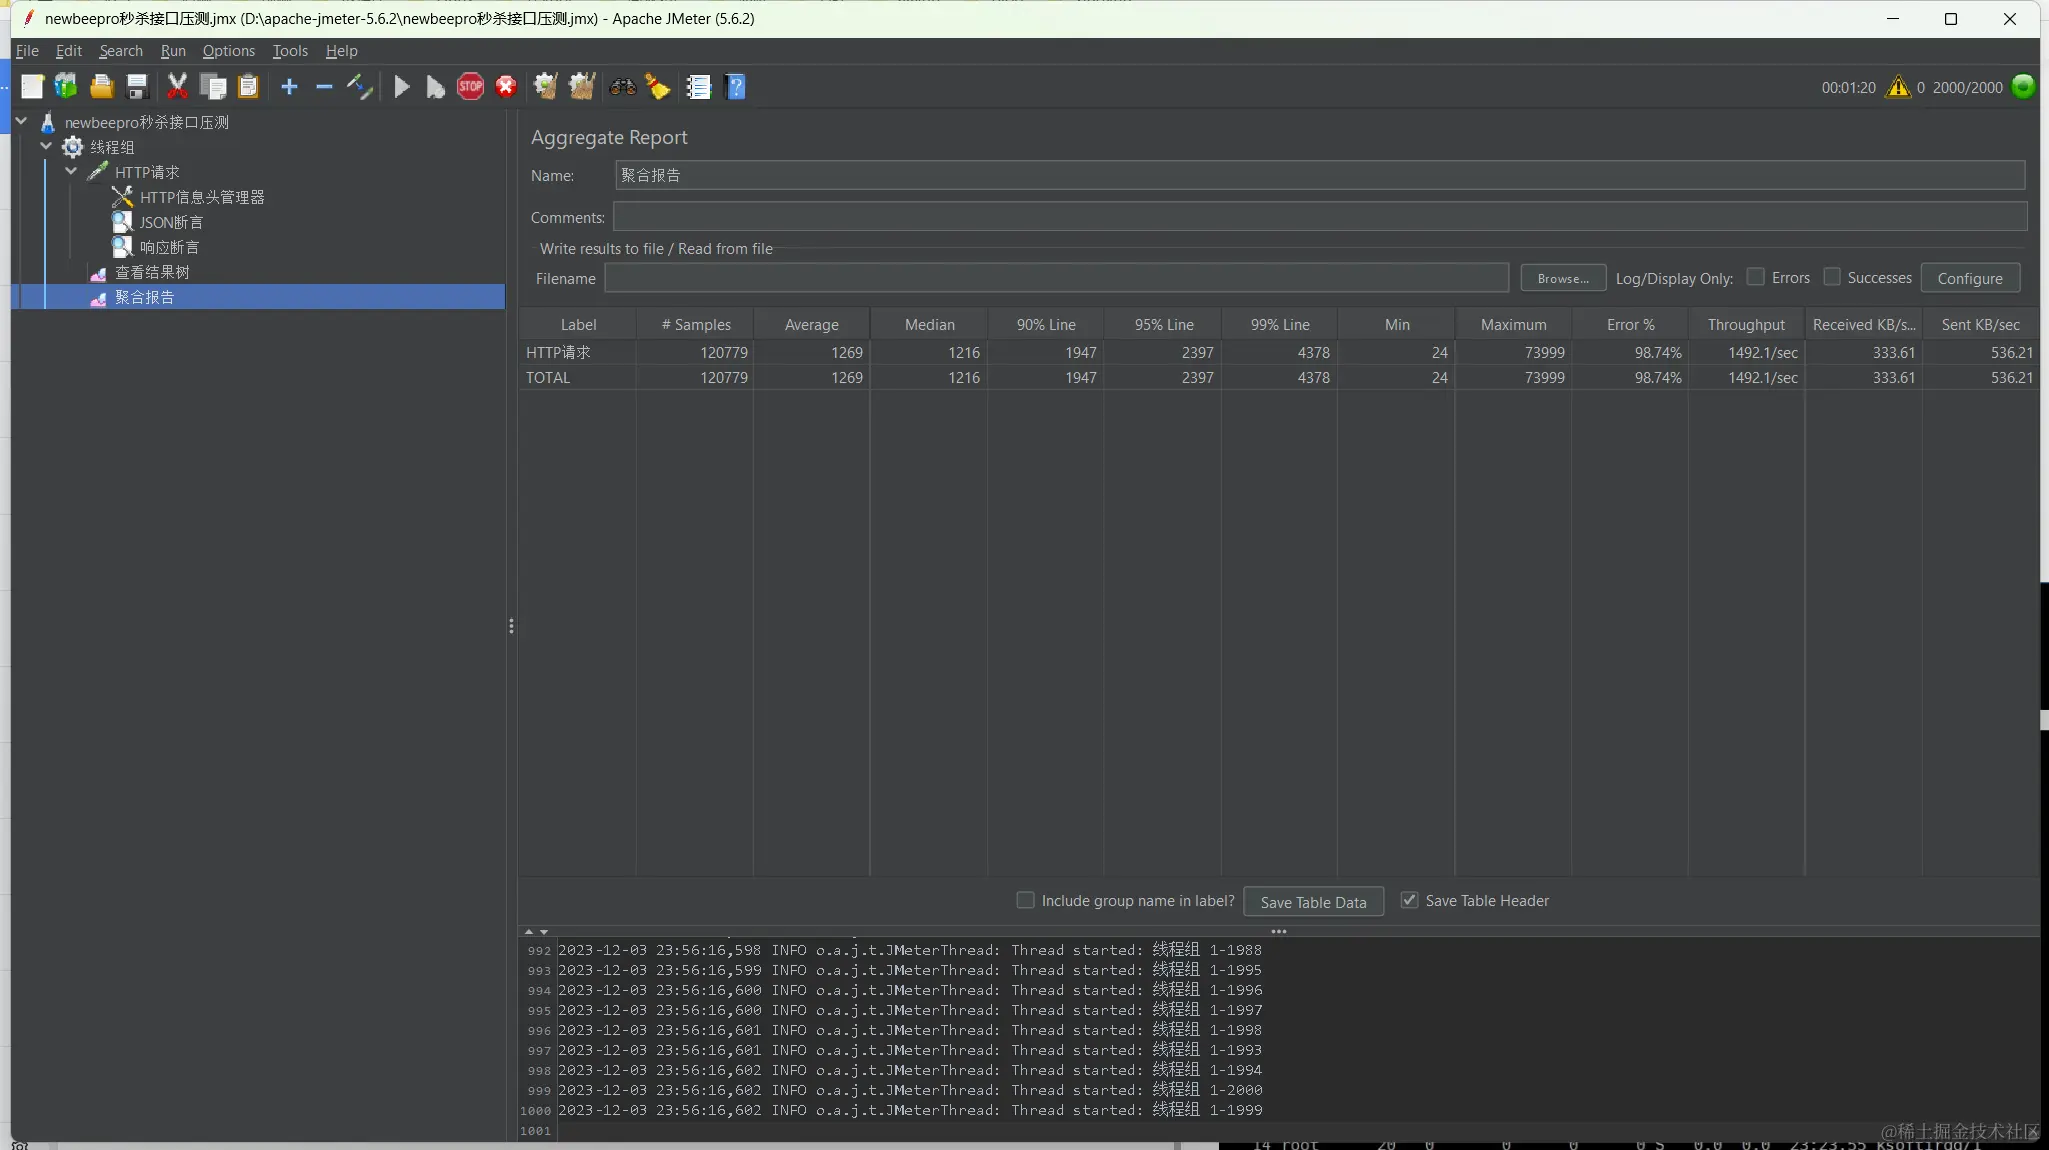 newbeepro秒杀接口压测.jmx (D:\apache-jmeter-5.6.2\newbeepro秒杀接口压测.jmx) - Apache JMeter (5.6.2)
File Edit Search Run Options Tools Help
STOP
00:01:20 0 2000/2000
newbeepro秒杀接口压测
线程组
HTTP请求
HTTP信息头管理器
JSON断言
响应断言
查看结果树
聚合报告
Aggregate Report
Name: 聚合报告
Comments:
Write results to file / Read from file
Filename Browse... Log/Display Only: Errors Successes Configure
Label # Samples Average Median 90% Line 95% Line 99% Line Min Maximum Error % Throughput Received KB/s... Sent KB/sec
HTTP请求 120779 1269 1216 1947 2397 4378 24 73999 98.74% 1492.1/sec 333.61 536.21
TOTAL 120779 1269 1216 1947 2397 4378 24 73999 98.74% 1492.1/sec 333.61 536.21
Include group name in label? Save Table Data Save Table Header
992 2023-12-03 23:56:16,598 INFO o.a.j.t.JMeterThread: Thread started: 线程组 1-1988
993 2023-12-03 23:56:16,599 INFO o.a.j.t.JMeterThread: Thread started: 线程组 1-1995
994 2023-12-03 23:56:16,600 INFO o.a.j.t.JMeterThread: Thread started: 线程组 1-1996
995 2023-12-03 23:56:16,600 INFO o.a.j.t.JMeterThread: Thread started: 线程组 1-1997
996 2023-12-03 23:56:16,601 INFO o.a.j.t.JMeterThread: Thread started: 线程组 1-1998
997 2023-12-03 23:56:16,601 INFO o.a.j.t.JMeterThread: Thread started: 线程组 1-1993
998 2023-12-03 23:56:16,602 INFO o.a.j.t.JMeterThread: Thread started: 线程组 1-1994
999 2023-12-03 23:56:16,602 INFO o.a.j.t.JMeterThread: Thread started: 线程组 1-2000
1000 2023-12-03 23:56:16,602 INFO o.a.j.t.JMeterThread: Thread started: 线程组 1-1999
1001
@稀土掘金技术社区
14 root 20 0 0 0 0 S 0.0 0.0 23:23.55 ksoftirqd/1